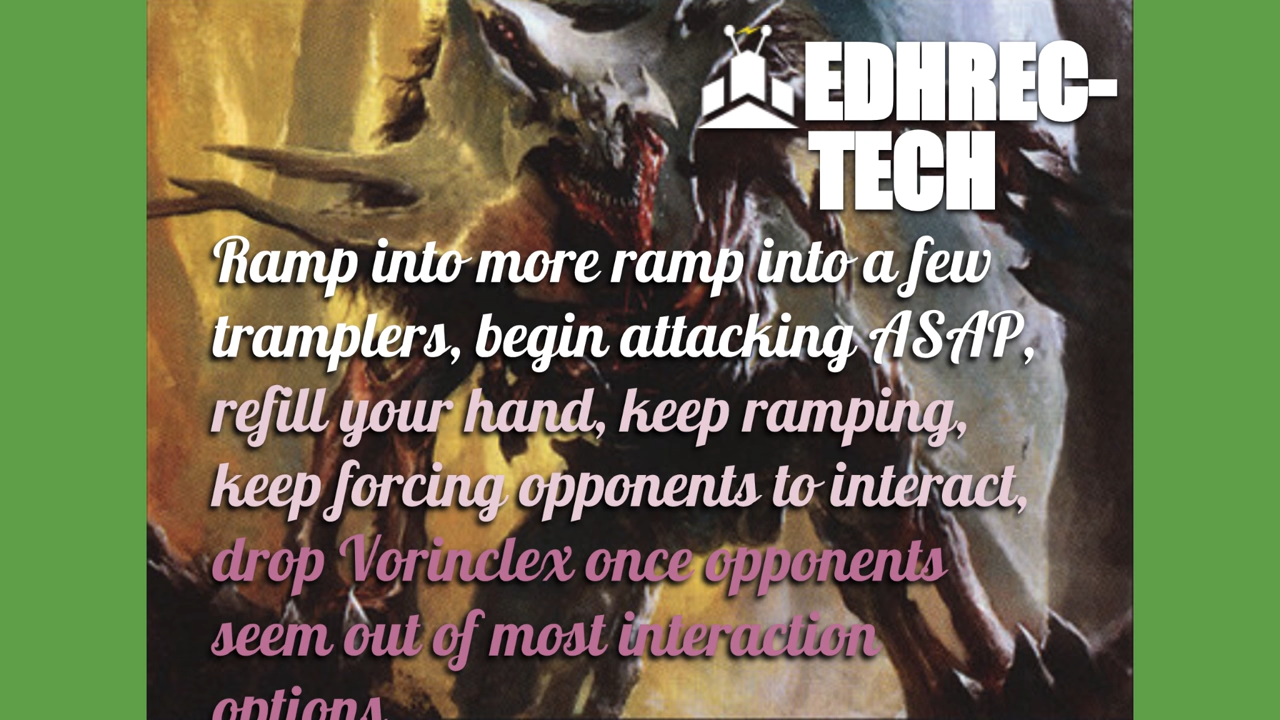 EDHREC-
TECH
Ramp into more ramp into a few
tramplers, begin attacking ASAP,
refill your hand, keep ramping,
keep forcing opponents to interact,
drop Vorinclex once opponents
seem out of most interaction
options